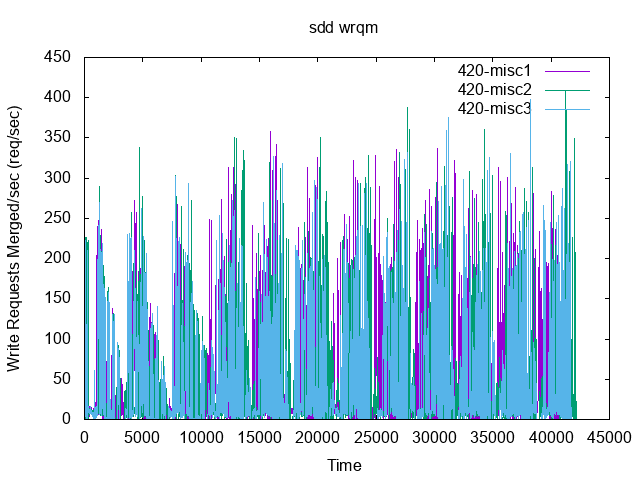 sdd wrqm
450
400
350
300
250
200
150
100
50
0
Write Requests Merged/sec (req/sec)
420-misc1
420-misc2
420-misc3
0 5000 10000 15000 20000 25000 30000 35000 40000 45000
Time